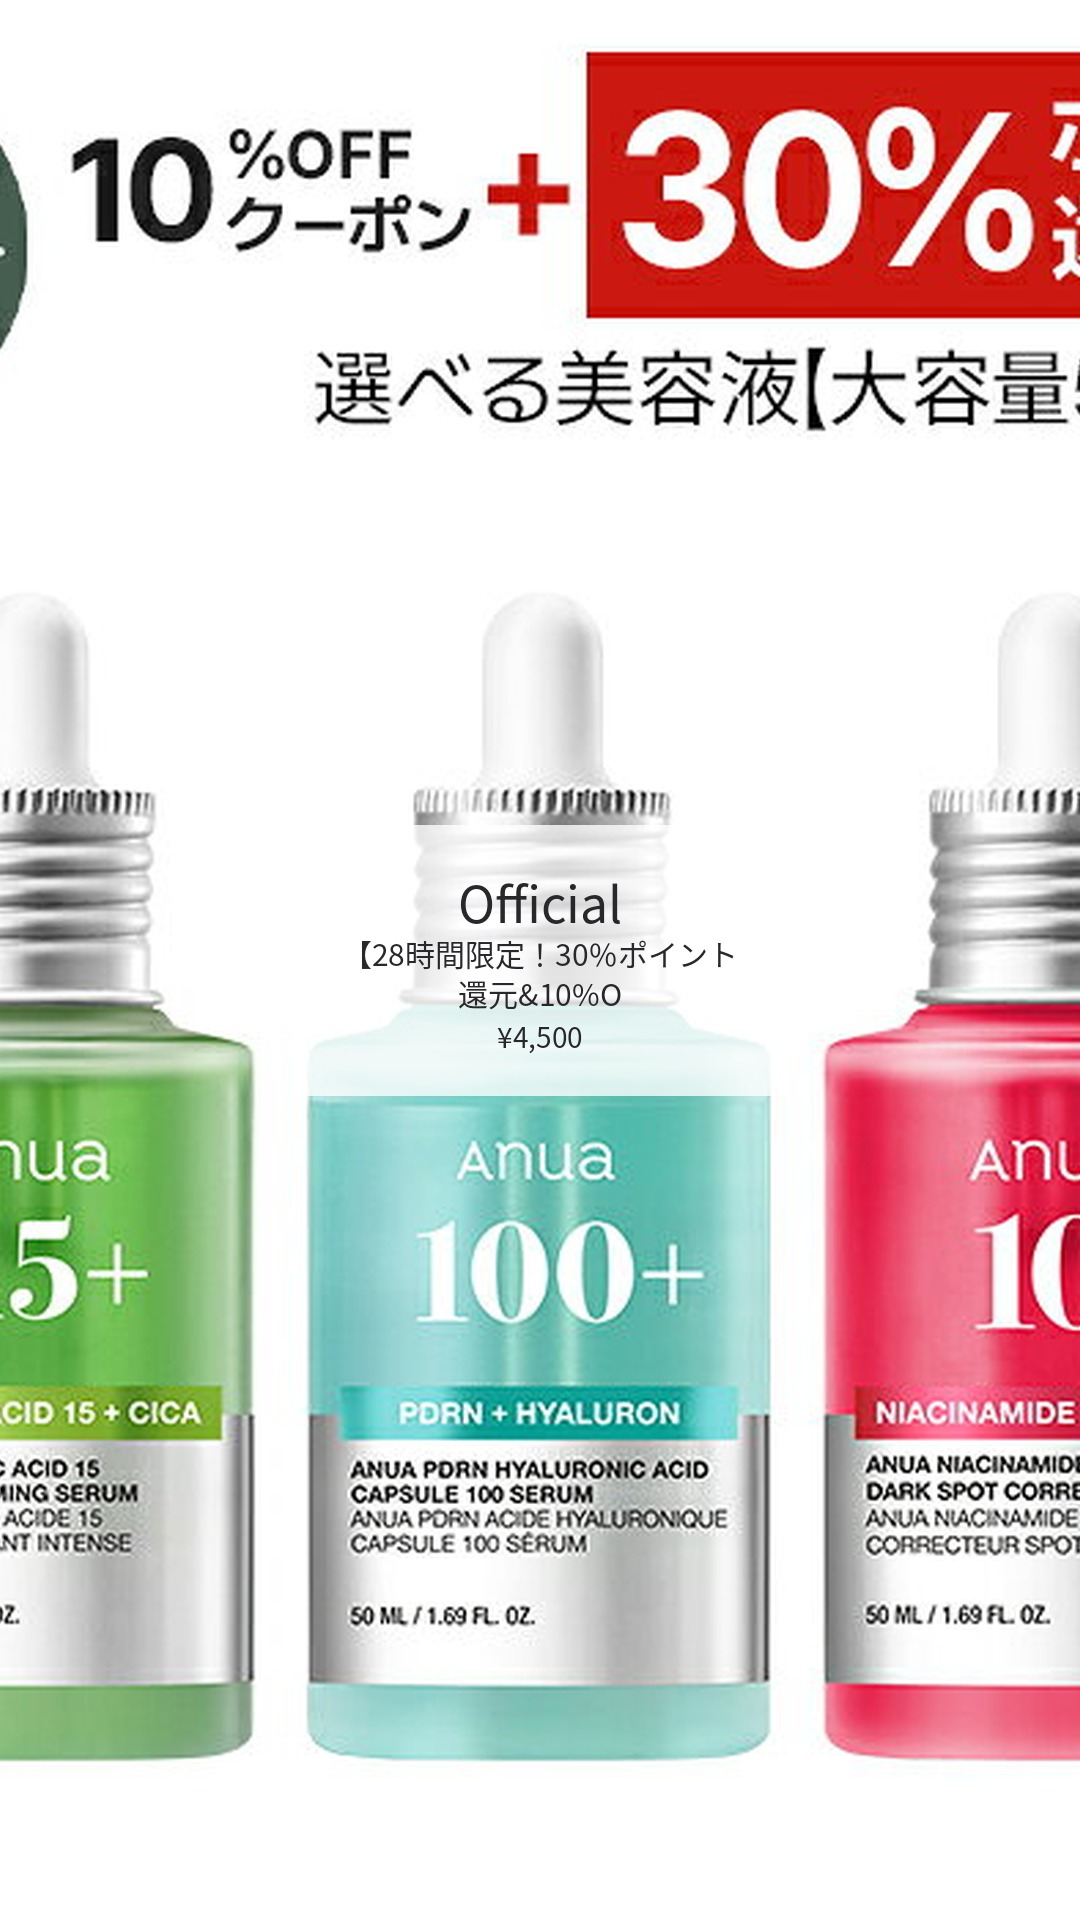 10 %OFF
クーポン
+
30%
選べる美容液【大容量
Official
【28時間限定！30%ポイント
還元&10%O
¥4,500
nua
15+
ACID 15 + CICA
C ACID 15
MING SERUM
ACIDE 15
ANT INTENSE
OZ.
Anua
100+
PDRN + HYALURON
ANUA PDRN HYALURONIC ACID
CAPSULE 100 SERUM
ANUA PDRN ACIDE HYALURONIQUE
CAPSULE 100 SÉRUM
50 ML / 1.69 FL. OZ.
Anu
10
NIACINAMIDE
ANUA NIACINAMIDE
DARK SPOT CORRE
ANUA NIACINAMIDE
CORRECTEUR SPOT
50 ML / 1.69 FL. OZ.